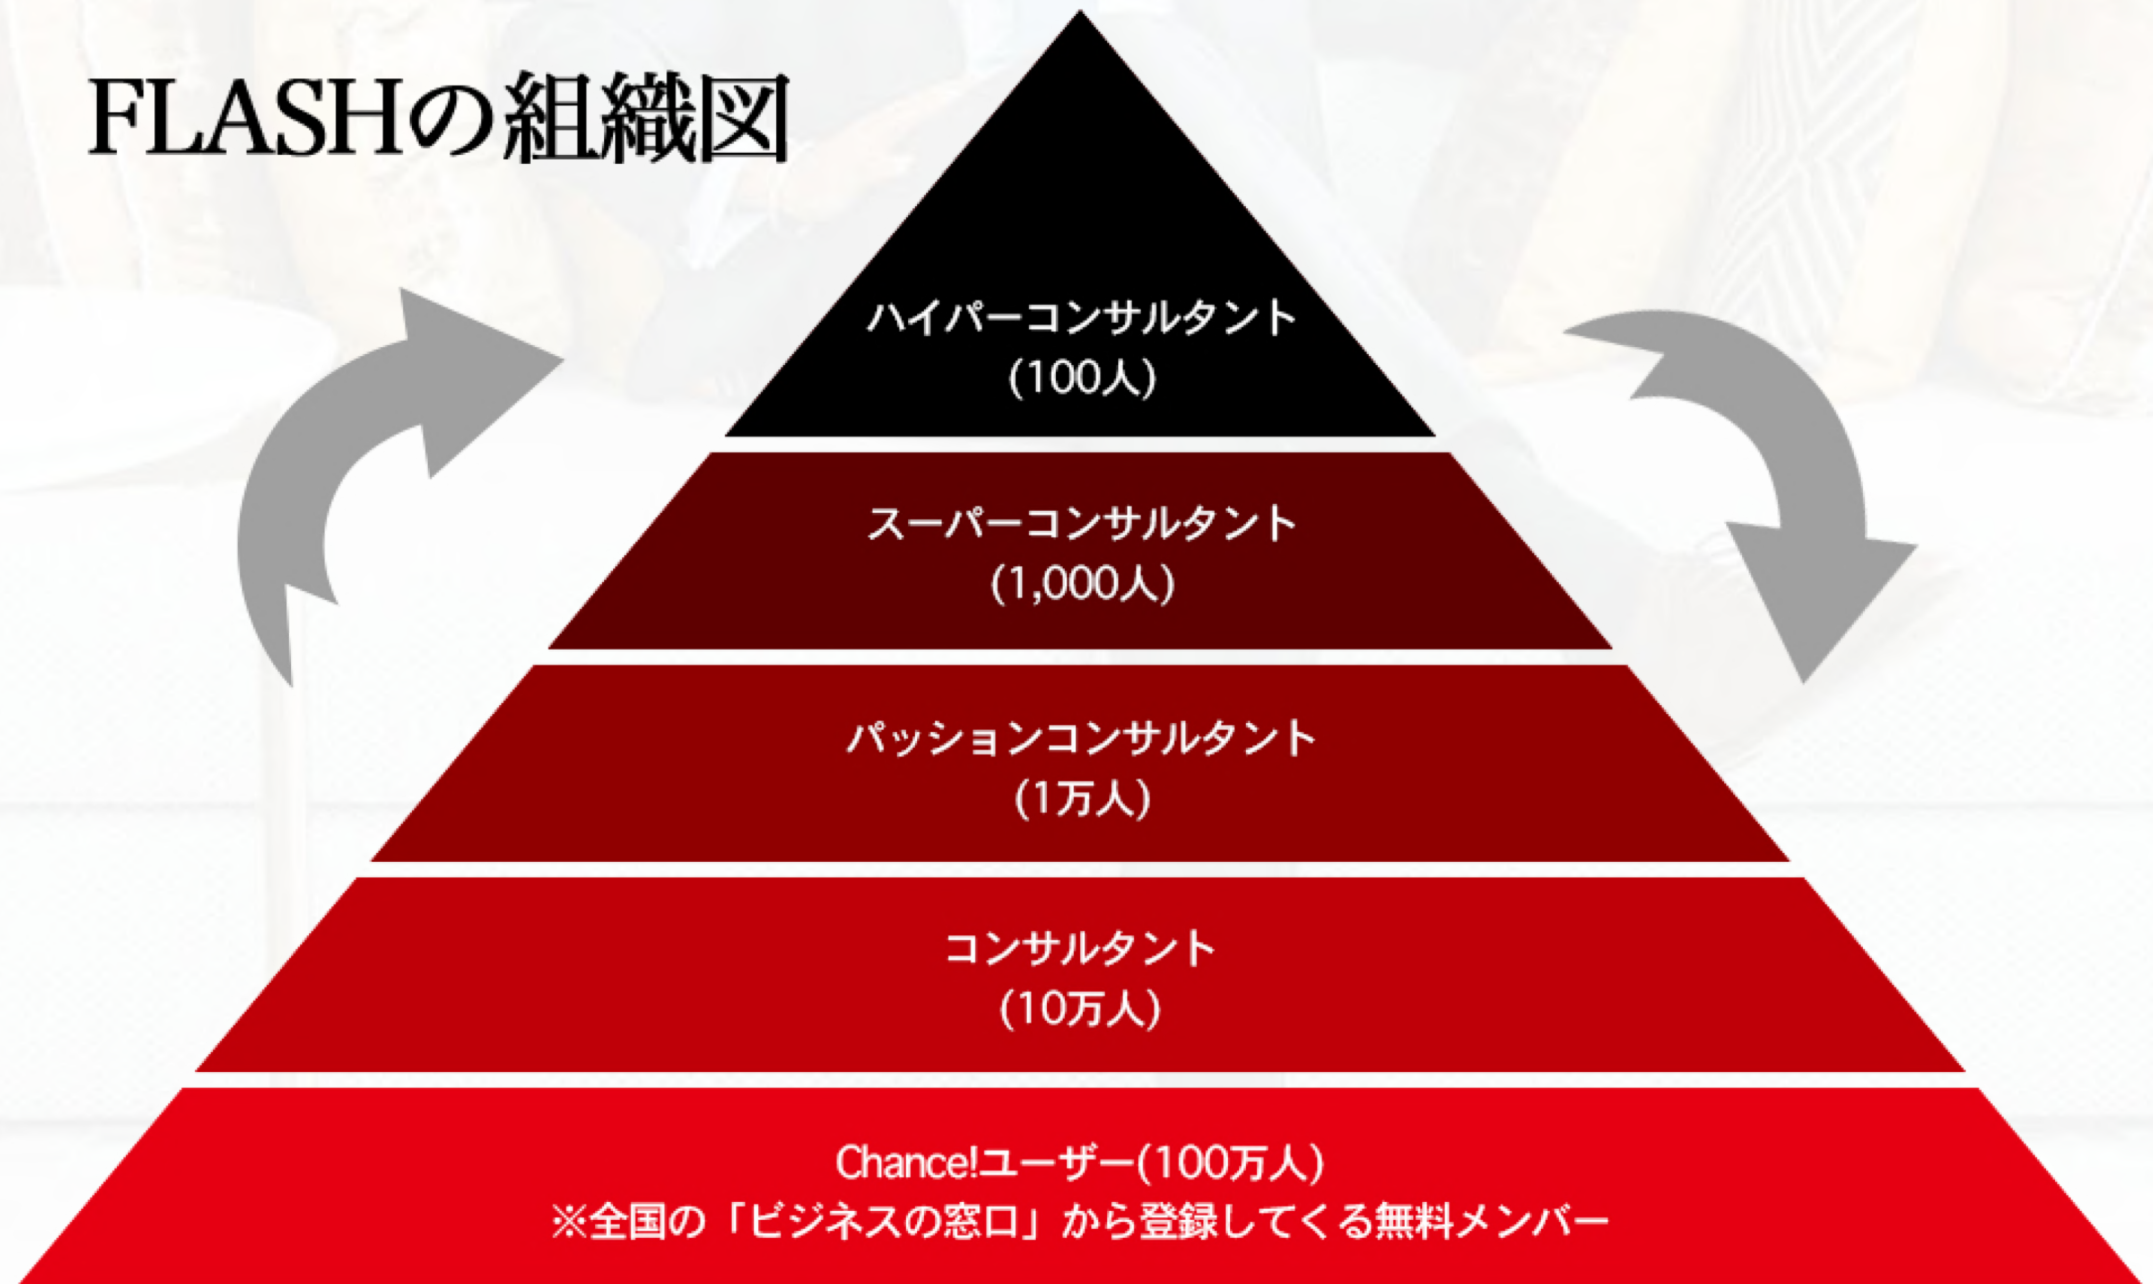 FLASHの組織図
ハイパーコンサルタント
(100人)
スーパーコンサルタント
(1,000人)
パッションコンサルタント
(1万人)
コンサルタント
(10万人)
Chance!ユーザー(100万人)
※全国の「ビジネスの窓口」から登録してくる無料メンバー